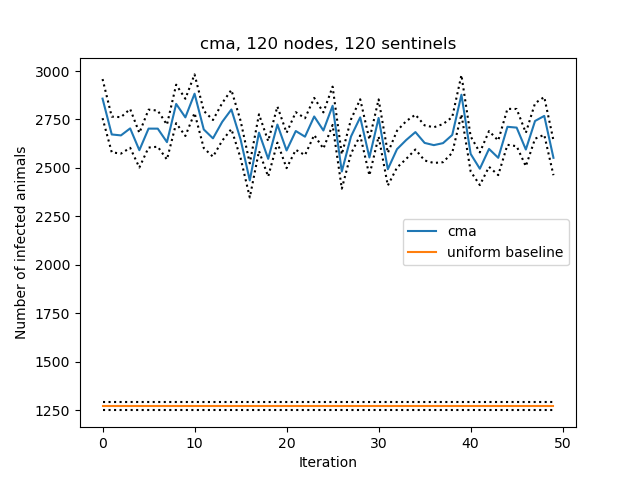 cma, 120 nodes, 120 sentinels
Number of infected animals
3000
2750
2500
2250
2000
1750
1500
1250
cma
uniform baseline
0 10 20 30 40 50
Iteration